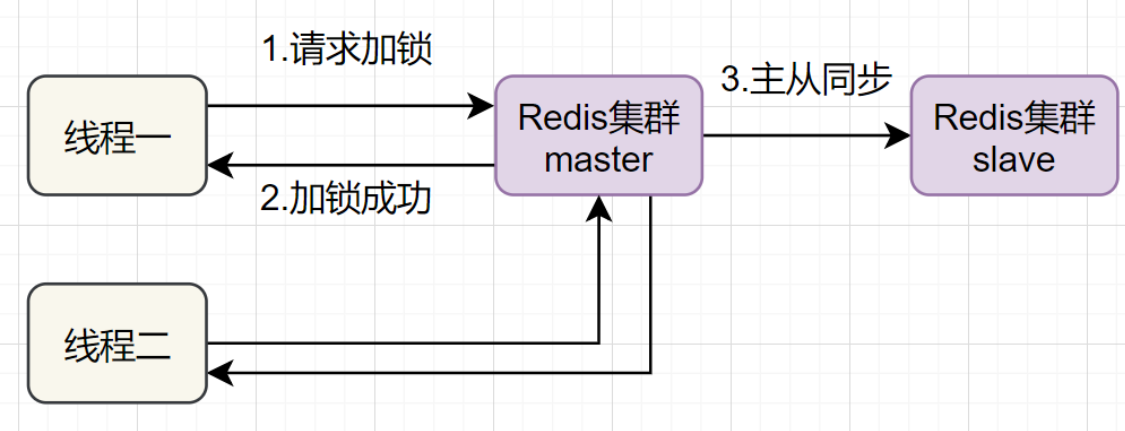 1.请求加锁
线程一
Redis集群
master
3.主从同步
Redis集群
slave
2.加锁成功
线程二